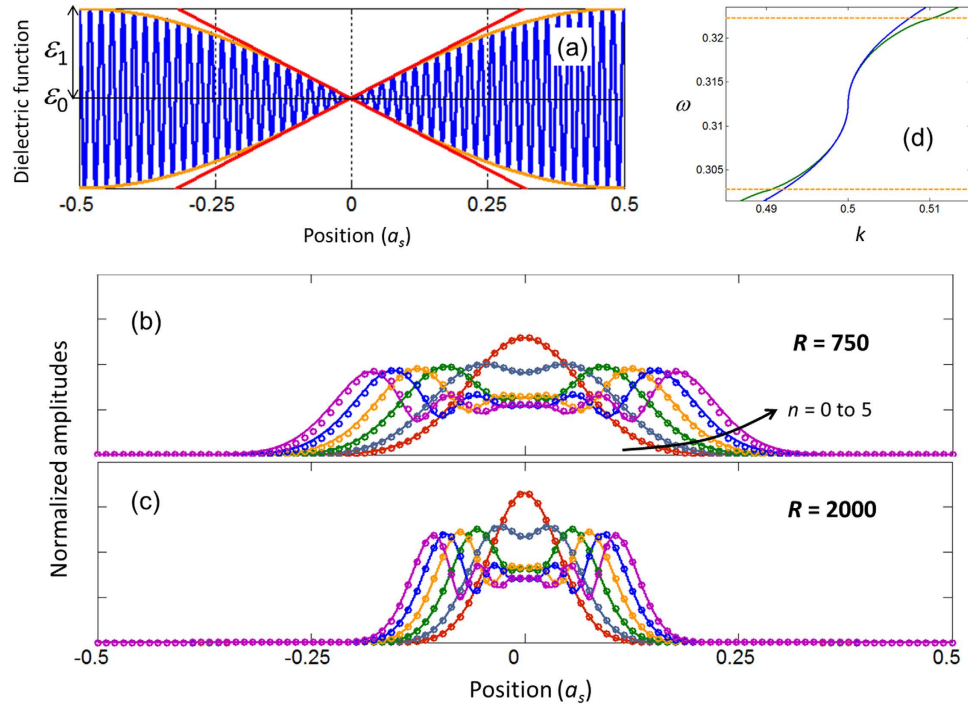 Dielectric function
ε1
ε0
(a)
-0.5
-0.25
0
0.25
0.5
Position (as)
0.32
0.315
ω
0.31
0.305
(d)
0.49
0.5
0.51
k
Normalized amplitudes
(b)
R = 750
n = 0 to 5
(c)
R = 2000
-0.5
-0.25
0
0.25
0.5
Position (as)